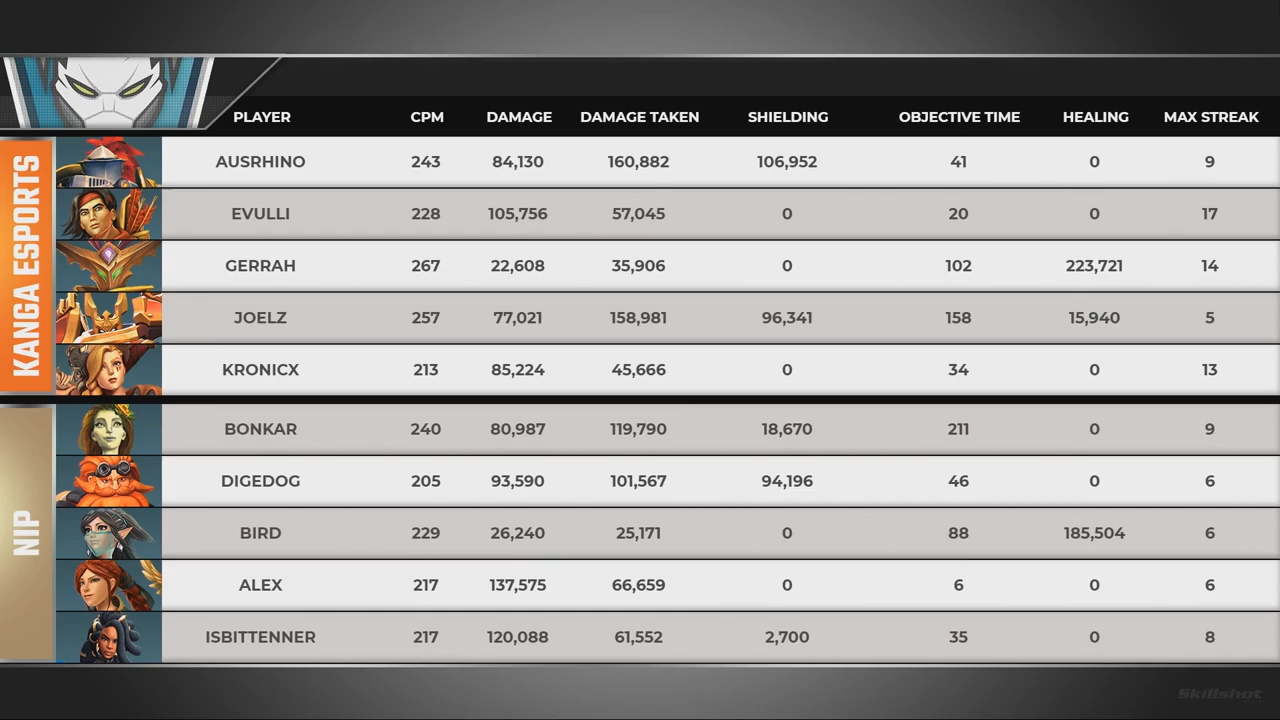 PLAYER CPM DAMAGE DAMAGE TAKEN SHIELDING OBJECTIVE TIME HEALING MAX STREAK
KANGA ESPORTS
AUSRHINO 243 84,130 160,882 106,952 41 0 9
EVULLI 228 105,756 57,045 0 20 0 17
GERRAH 267 22,608 35,906 0 102 223,721 14
JOELZ 257 77,021 158,981 96,341 158 15,940 5
KRONICX 213 85,224 45,666 0 34 0 13
NIP
BONKAR 240 80,987 119,790 18,670 211 0 9
DIGEDOG 205 93,590 101,567 94,196 46 0 6
BIRD 229 26,240 25,171 0 88 185,504 6
ALEX 217 137,575 66,659 0 6 0 6
ISBITTENNER 217 120,088 61,552 2,700 35 0 8
Skillshot